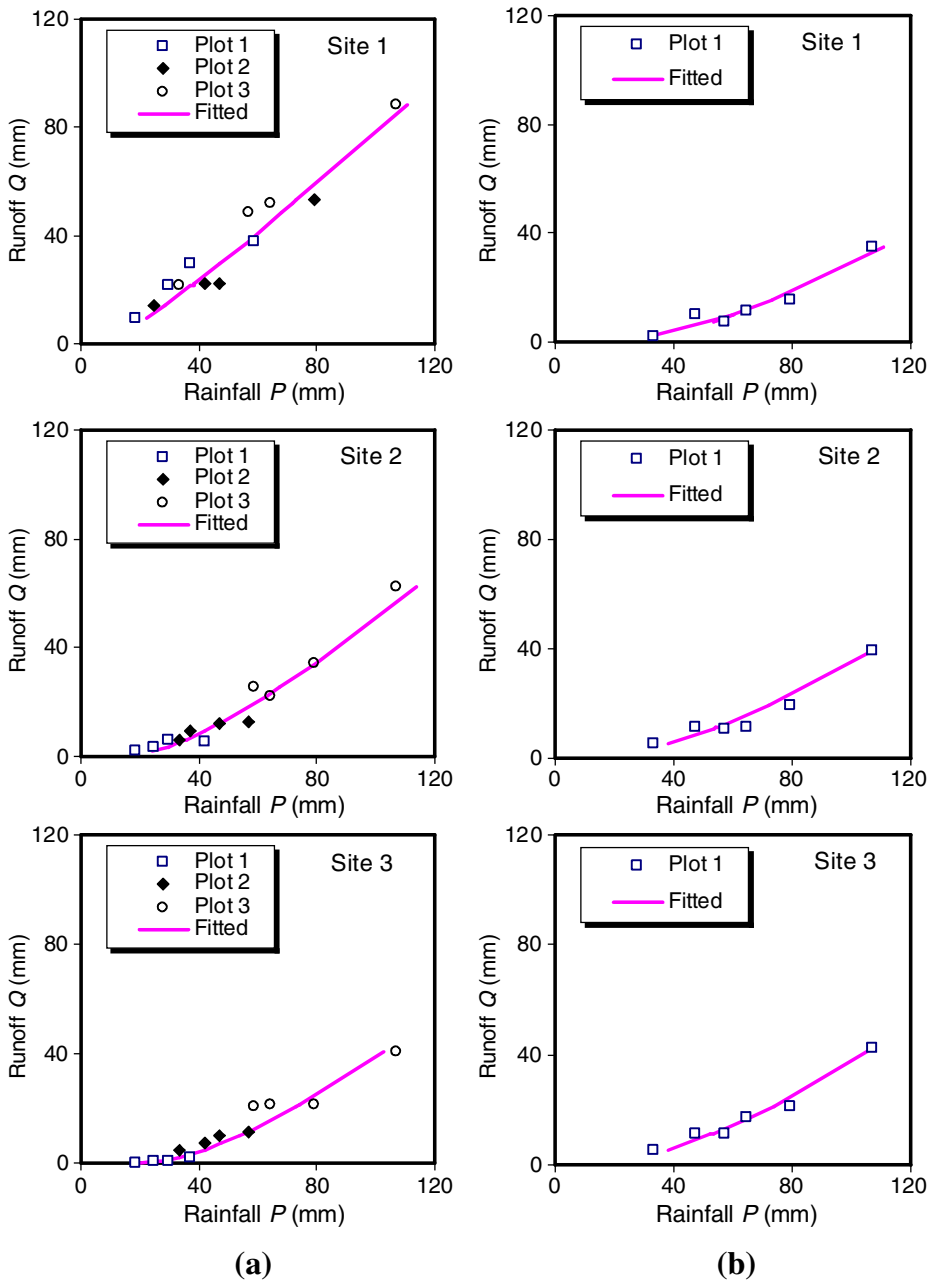 120
80
40
0
Runoff Q (mm)
Plot 1
Plot 2
Plot 3
Fitted
Site 1
0 40 80 120
Rainfall P (mm)
120
80
40
0
Runoff Q (mm)
Plot 1
Fitted
Site 1
0 40 80 120
Rainfall P (mm)
120
80
40
0
Runoff Q (mm)
Plot 1
Plot 2
Plot 3
Fitted
Site 2
0 40 80 120
Rainfall P (mm)
120
80
40
0
Runoff Q (mm)
Plot 1
Fitted
Site 2
0 40 80 120
Rainfall P (mm)
120
80
40
0
Runoff Q (mm)
Plot 1
Plot 2
Plot 3
Fitted
Site 3
0 40 80 120
Rainfall P (mm)
120
80
40
0
Runoff Q (mm)
Plot 1
Fitted
Site 3
0 40 80 120
Rainfall P (mm)
(a)
(b)